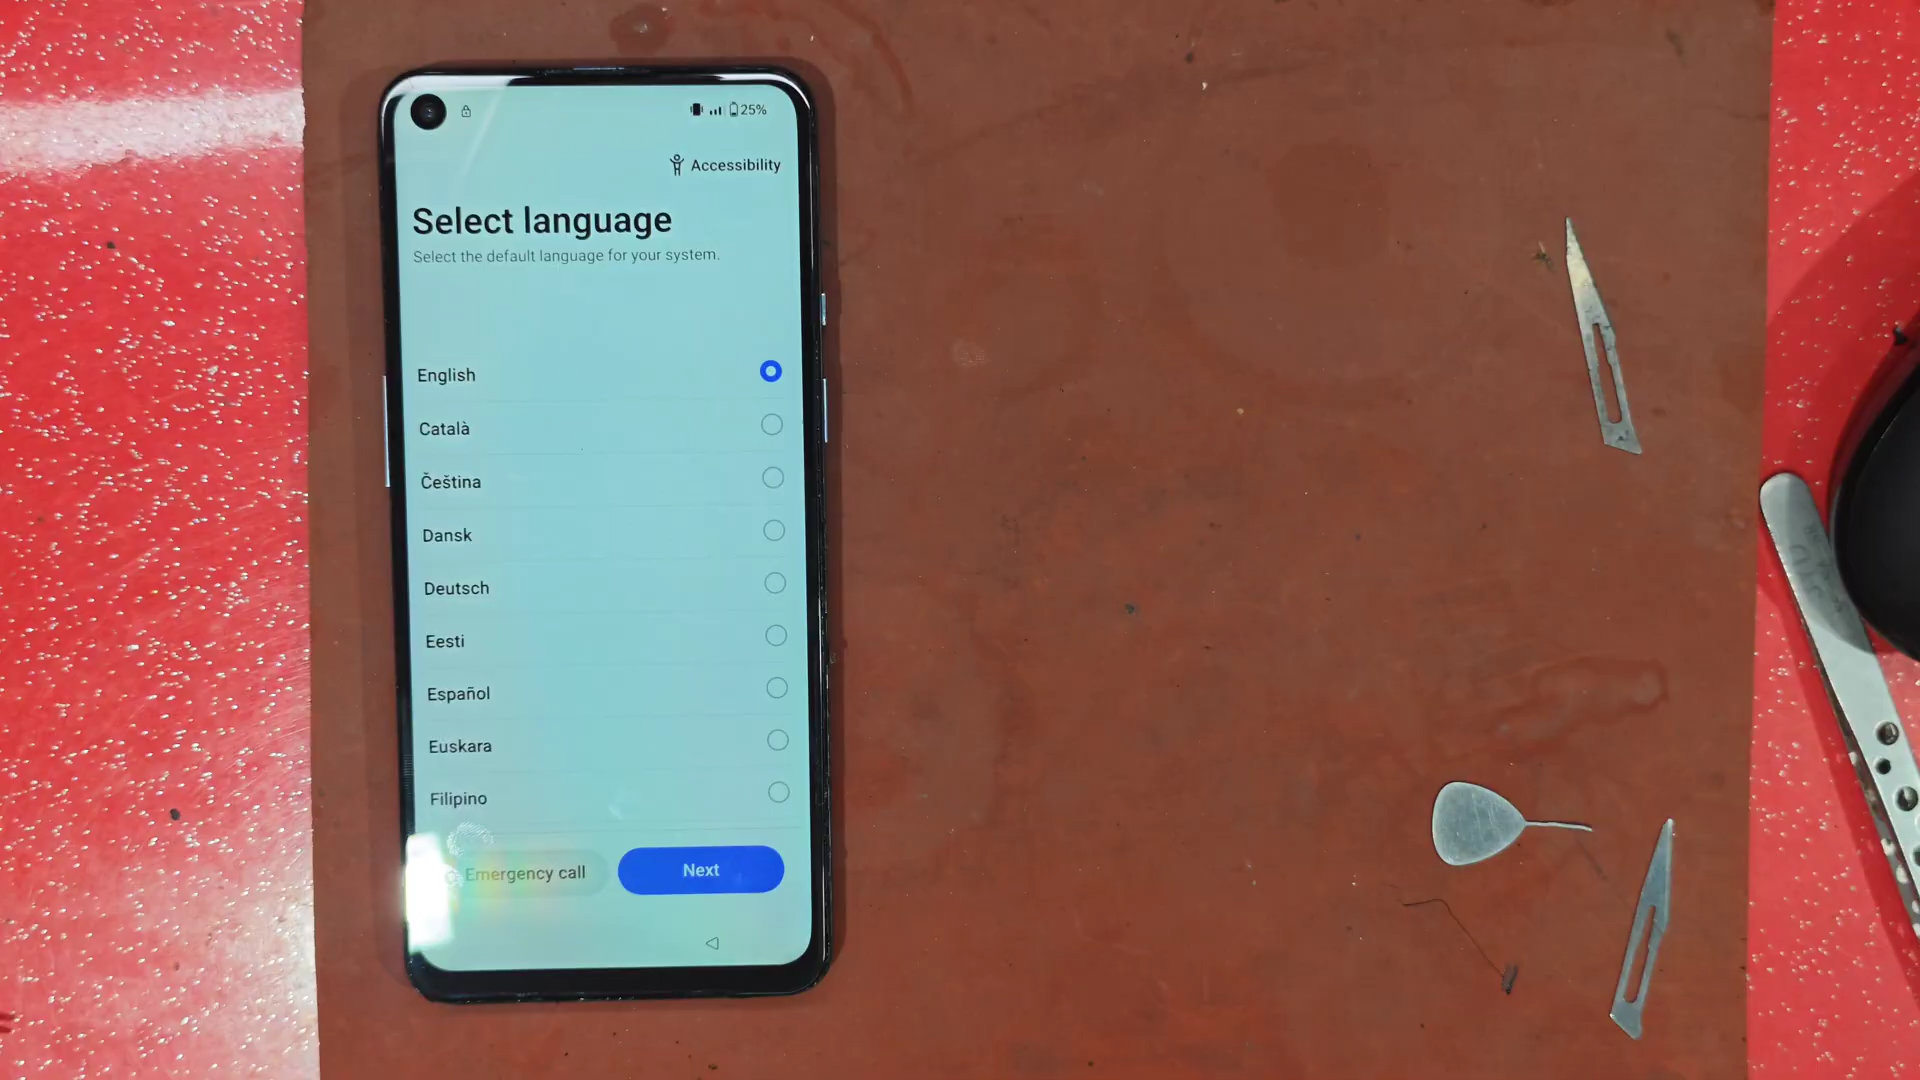 25%
Accessibility
Select language
Select the default language for your system.
English
Català
Čeština
Dansk
Deutsch
Eesti
Español
Euskara
Filipino
Emergency call
Next